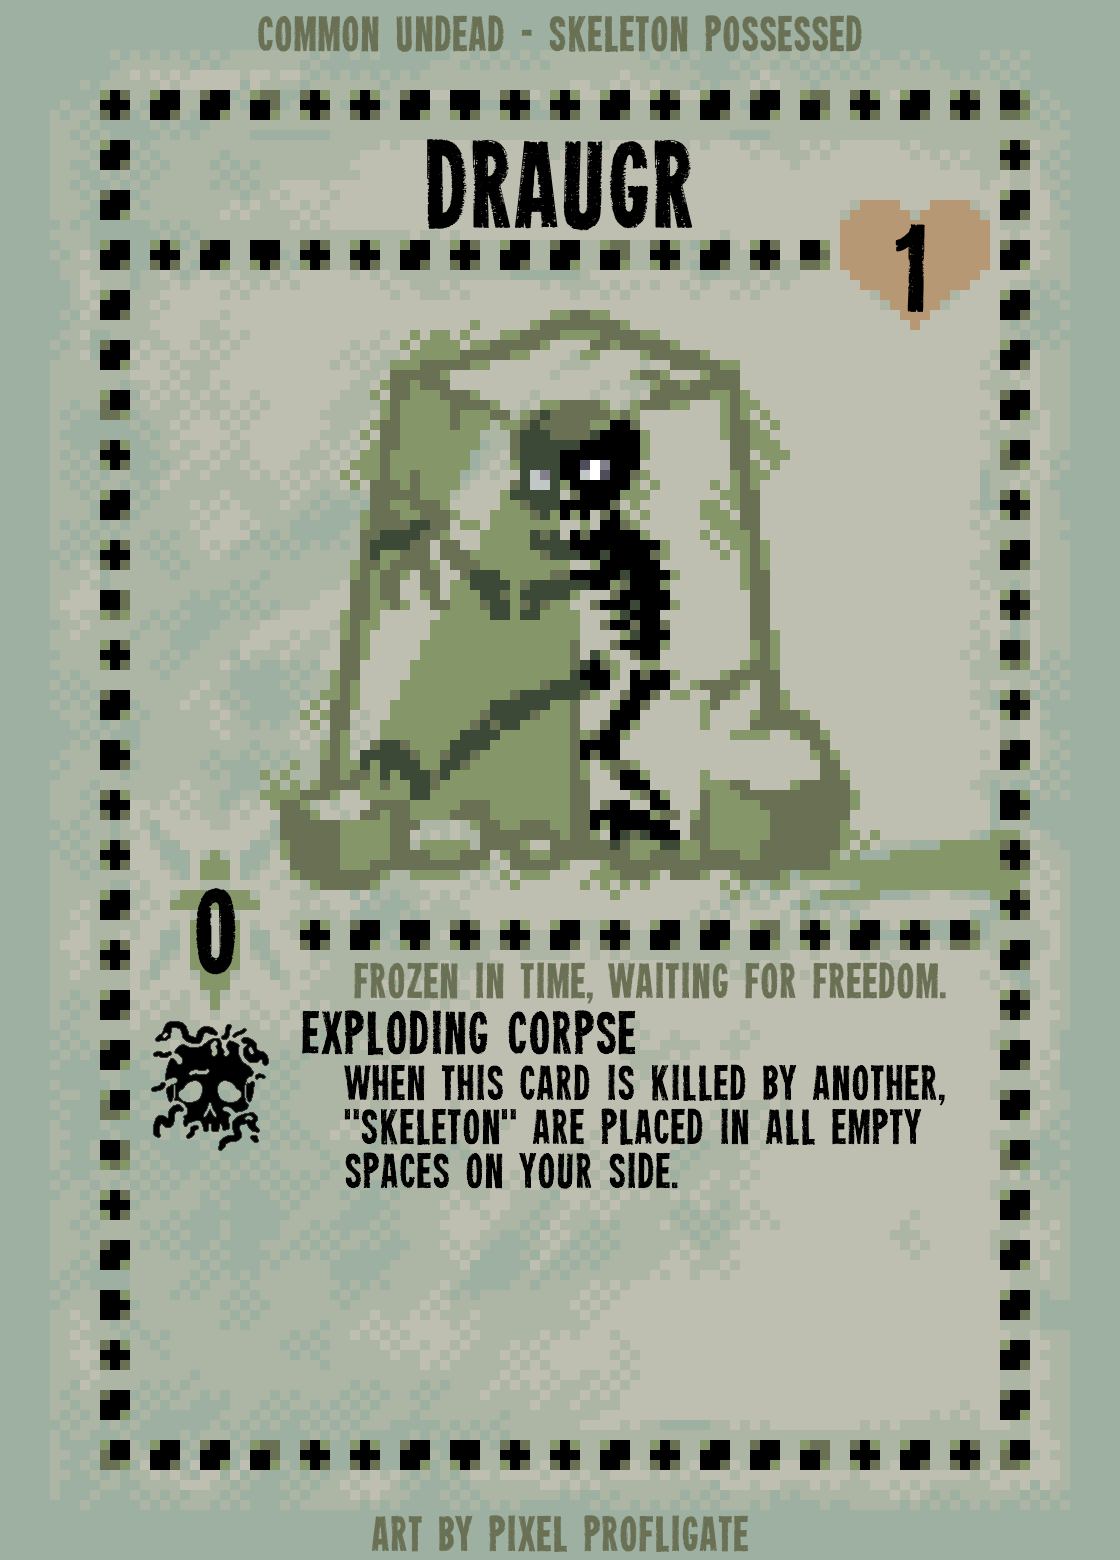 COMMON UNDEAD - SKELETON POSSESSED
DRAUGR
1
0
FROZEN IN TIME, WAITING FOR FREEDOM.
EXPLODING CORPSE
WHEN THIS CARD IS KILLED BY ANOTHER,
"SKELETON" ARE PLACED IN ALL EMPTY
SPACES ON YOUR SIDE.
ART BY PIXEL PROFLIGATE